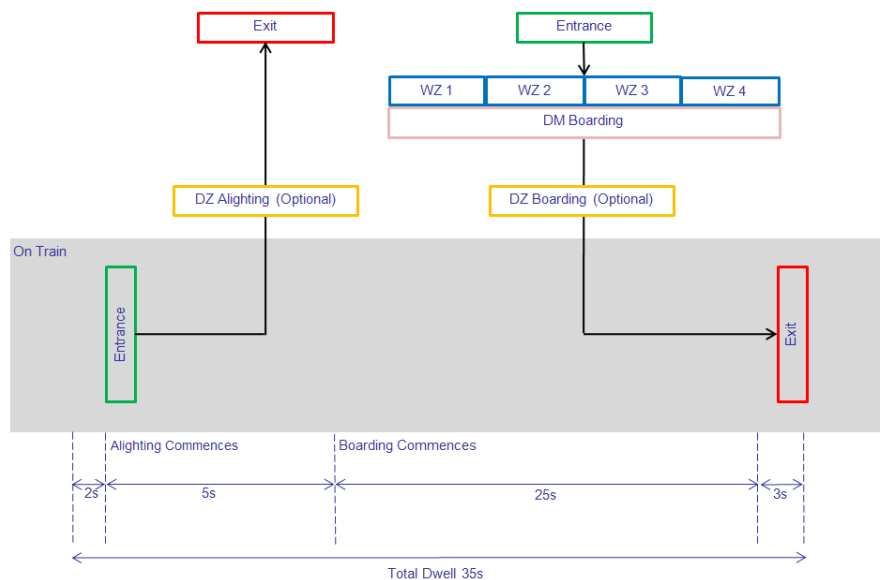 Exit
Entrance
WZ 1
WZ 2
WZ 3
WZ 4
DM Boarding
DZ Alighting (Optional)
DZ Boarding (Optional)
On Train
Entrance
Exit
Alighting Commences
Boarding Commences
2s
5s
25s
3s
Total Dwell 35s